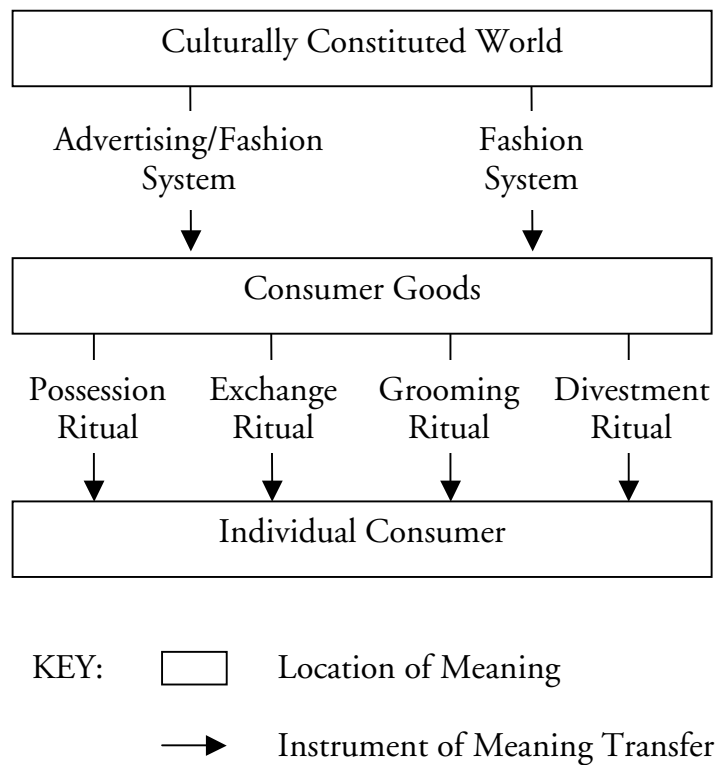 Culturally Constituted World
Advertising/Fashion
System
Fashion
System
Consumer Goods
Possession
Ritual
Exchange
Ritual
Grooming
Ritual
Divestment
Ritual
Individual Consumer
KEY:
Location of Meaning
Instrument of Meaning Transfer